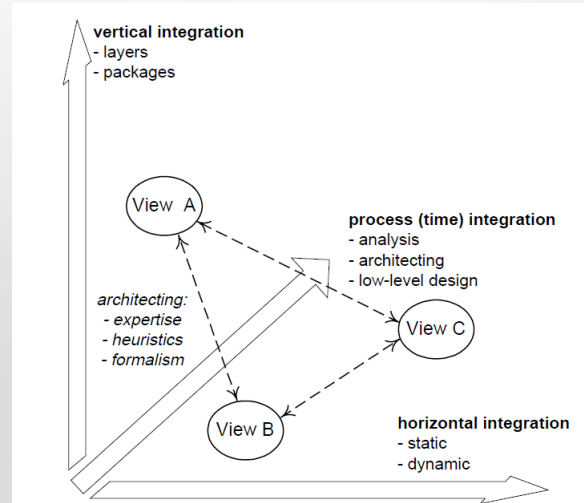 vertical integration
- layers
- packages
View A
process (time) integration
- analysis
- architecting
- low-level design
architecting:
- expertise
- heuristics
- formalism
View C
View B
horizontal integration
- static
- dynamic